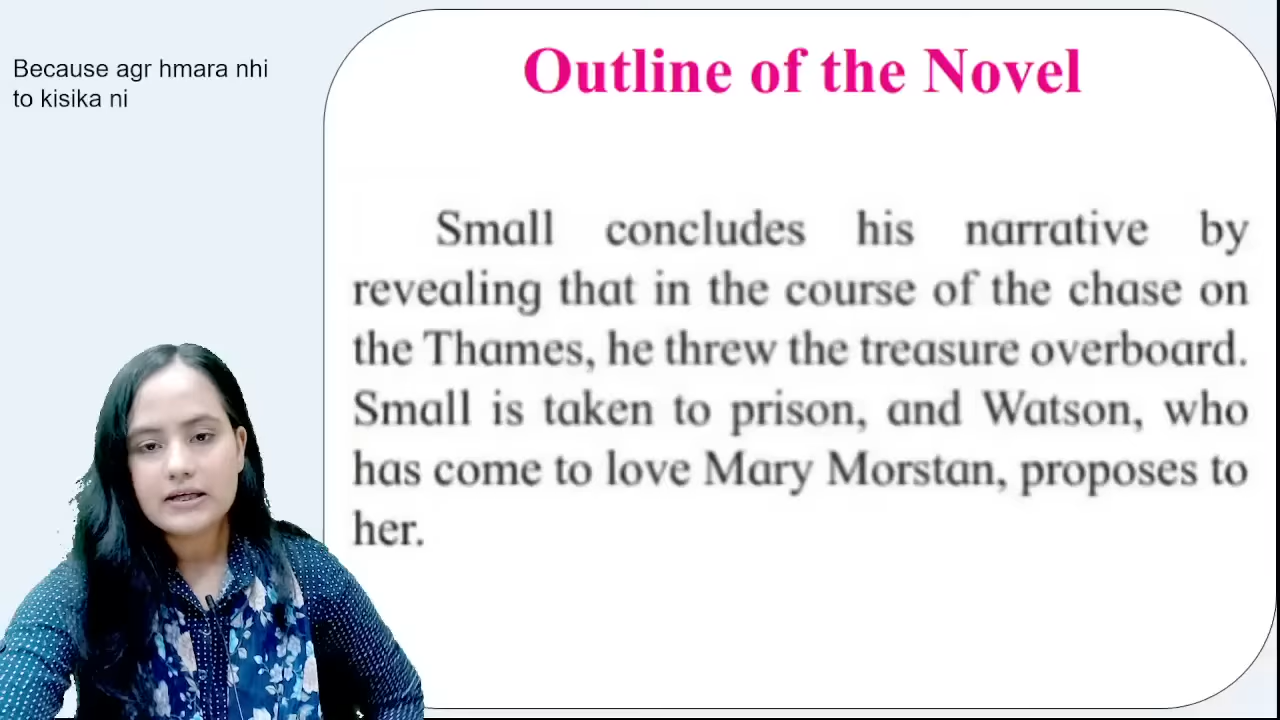 Because agr hmara nhi
to kisika ni
Outline of the Novel
Small concludes his narrative by
revealing that in the course of the chase on
the Thames, he threw the treasure overboard.
Small is taken to prison, and Watson, who
has come to love Mary Morstan, proposes to
her.